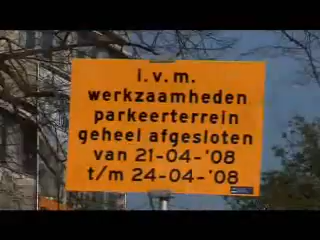 i.v.m.
werkzaamheden
parkeerterrein
geheel afgesloten
van 21-04-'08
t/m 24-04-'08